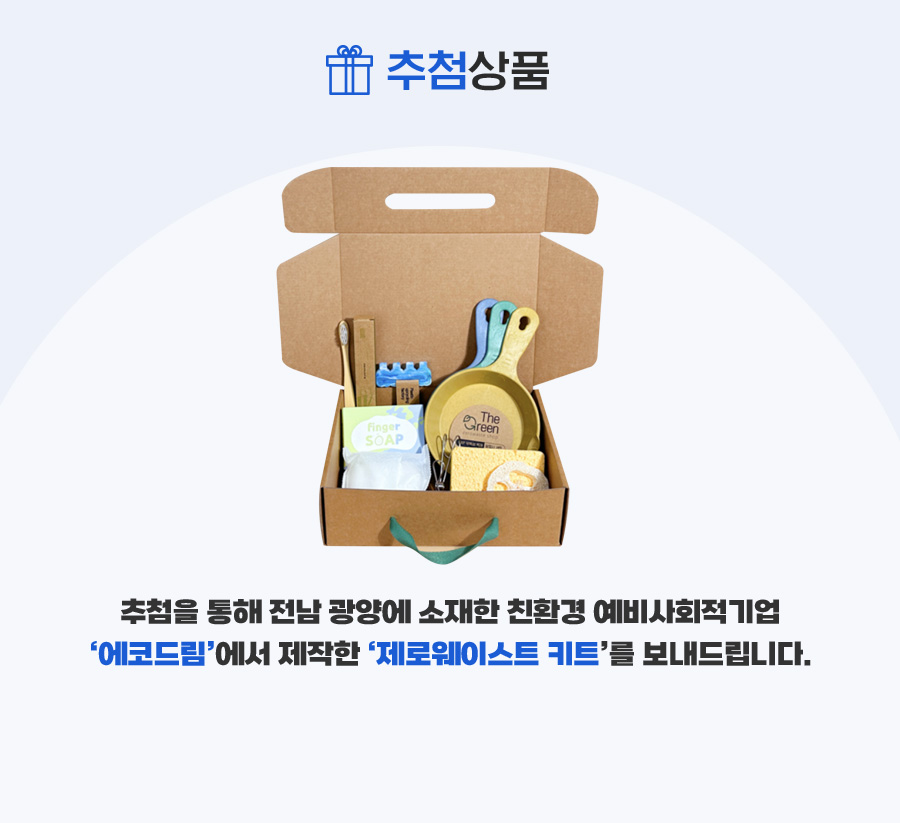 추첨상품
finger
SOAP
The
Green
추첨을 통해 전남 광양에 소재한 친환경 예비사회적기업
‘에코드림’에서 제작한 ‘제로웨이스트 키트’를 보내드립니다.